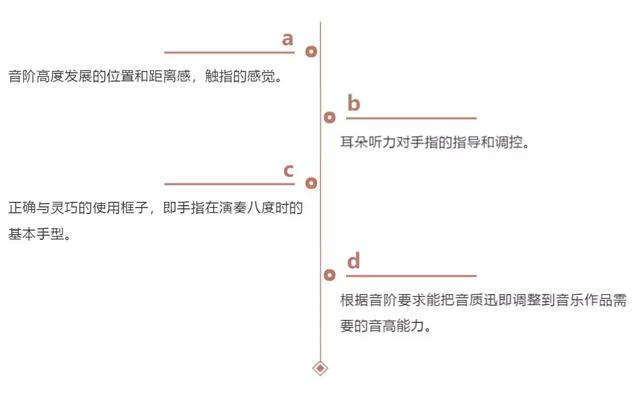 a
音阶高度发展的位置和距离感，触指的感觉。
b
耳朵听力对手指的指导和调控。
c
正确与灵巧的使用框子，即手指在演奏八度时的
基本手型。
d
根据音阶要求能把音质迅即调整到音乐作品需
要的音高能力。